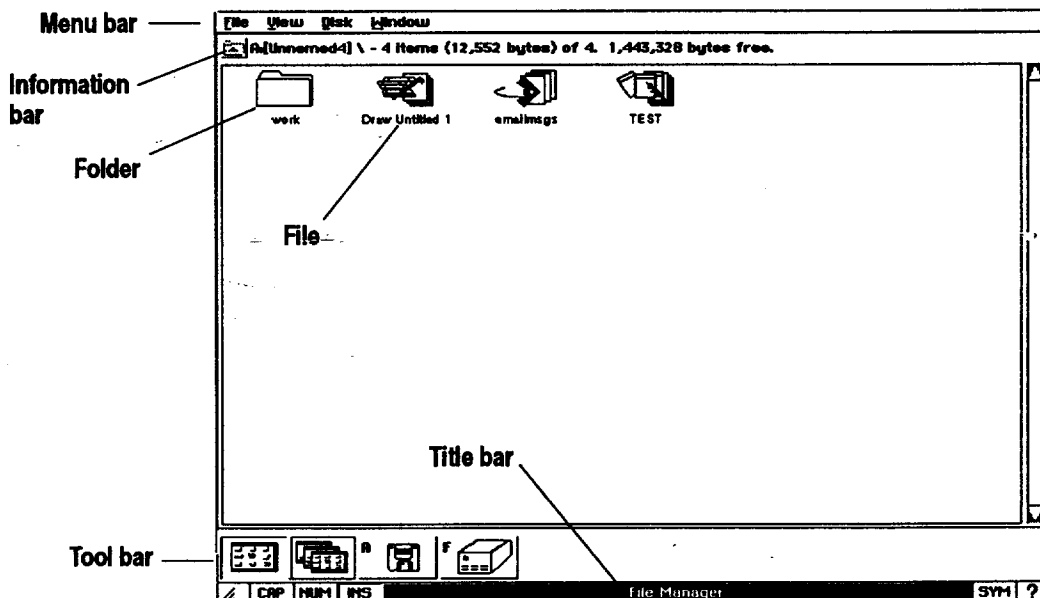 Menu bar
File View Disk Window
A:[Unnamed4] \ - 4 items (12,552 bytes) of 4. 1,443,328 bytes free.
Information
bar
work
Draw Untitled 1
emailmsgs
TEST
Folder
File
Title bar
Tool bar
A
F
CAP NUM INS
File Manager
SYM ?